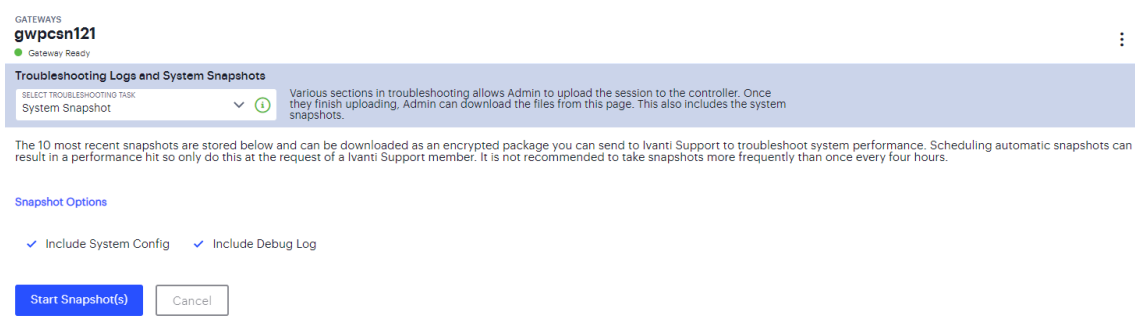 GATEWAYS
gwpcsn121
Gateway Ready
Troubleshooting Logs and System Snapshots
SELECT TROUBLESHOOTING TASK
System Snapshot
Various sections in troubleshooting allows Admin to upload the session to the controller. Once
they finish uploading, Admin can download the files from this page. This also includes the system
snapshots.
The 10 most recent snapshots are stored below and can be downloaded as an encrypted package you can send to Ivanti Support to troubleshoot system performance. Scheduling automatic snapshots can
result in a performance hit so only do this at the request of a Ivanti Support member. It is not recommended to take snapshots more frequently than once every four hours.
Snapshot Options
Include System Config
Include Debug Log
Start Snapshot(s)
Cancel